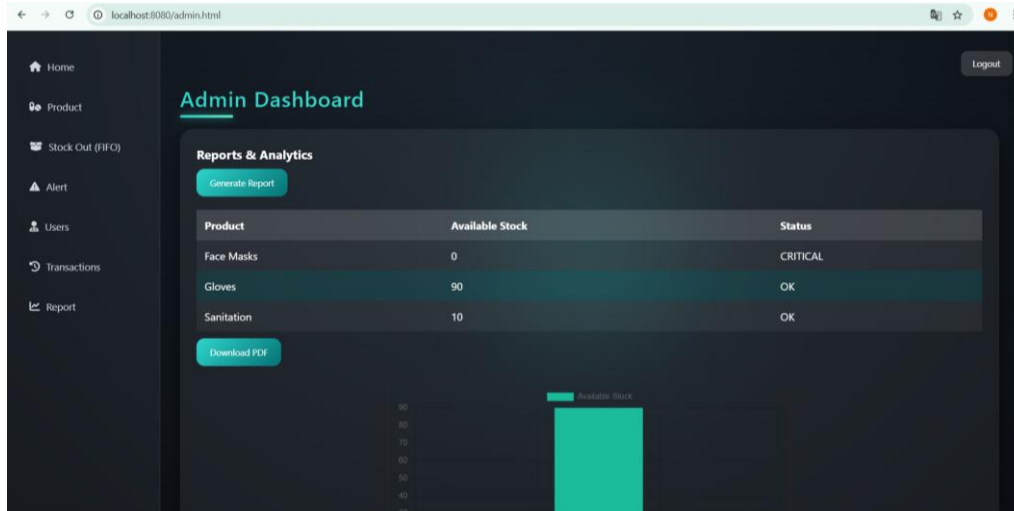 localhost:8080/admin.html
N
Home
Logout
Product
Admin Dashboard
Stock Out (FIFO)
Reports & Analytics
Alert
Generate Report
Users
Product Available Stock Status
Face Masks 0 CRITICAL
Transactions
Gloves 90 OK
Report
Sanitation 10 OK
Download PDF
Available Stock
90
80
70
60
50
40